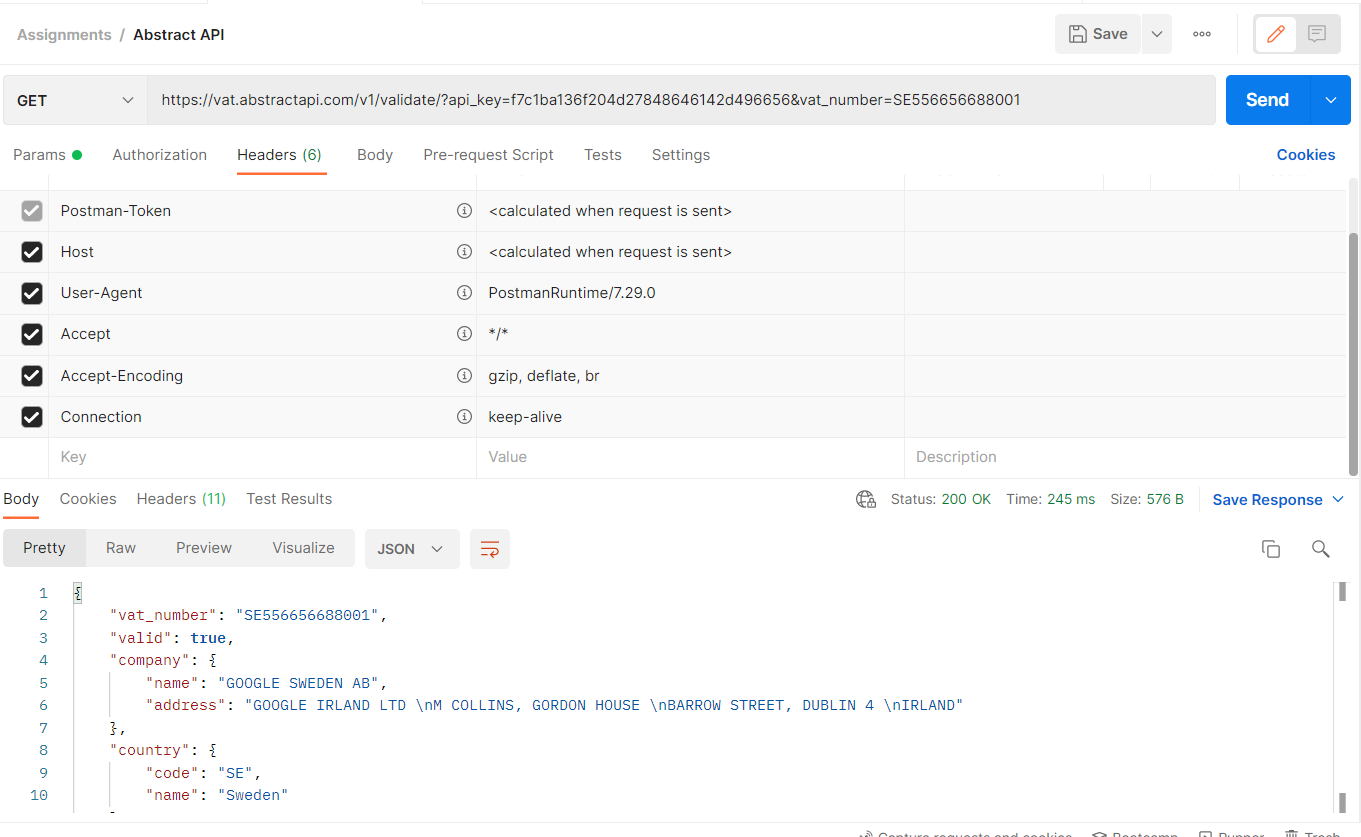 Assignments / Abstract API
Save
GET https://vat.abstractapi.com/v1/validate/?api_key=f7c1ba136f204d27848646142d496656&vat_number=SE556656688001 Send
Params Authorization Headers (6) Body Pre-request Script Tests Settings Cookies
Postman-Token <calculated when request is sent>
Host <calculated when request is sent>
User-Agent PostmanRuntime/7.29.0
Accept */*
Accept-Encoding gzip, deflate, br
Connection keep-alive
Key Value Description
Body Cookies Headers (11) Test Results Status: 200 OK Time: 245 ms Size: 576 B Save Response
Pretty Raw Preview Visualize JSON
1 {
2 "vat_number": "SE556656688001",
3 "valid": true,
4 "company": {
5 "name": "GOOGLE SWEDEN AB",
6 "address": "GOOGLE IRLAND LTD \nM COLLINS, GORDON HOUSE \nBARROW STREET, DUBLIN 4 \nIRLAND"
7 },
8 "country": {
9 "code": "SE",
10 "name": "Sweden"
Capture requests and cookies Bootcamp Runner Trash